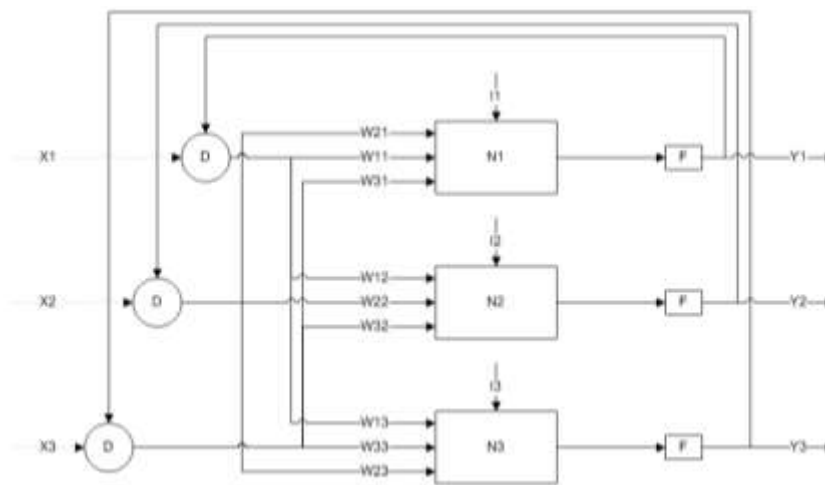 I1
W21
X1 D W11 N1 F Y1
W31
I2
W12
X2 D W22 N2 F Y2
W32
I3
W13
X3 D W33 N3 F Y3
W23